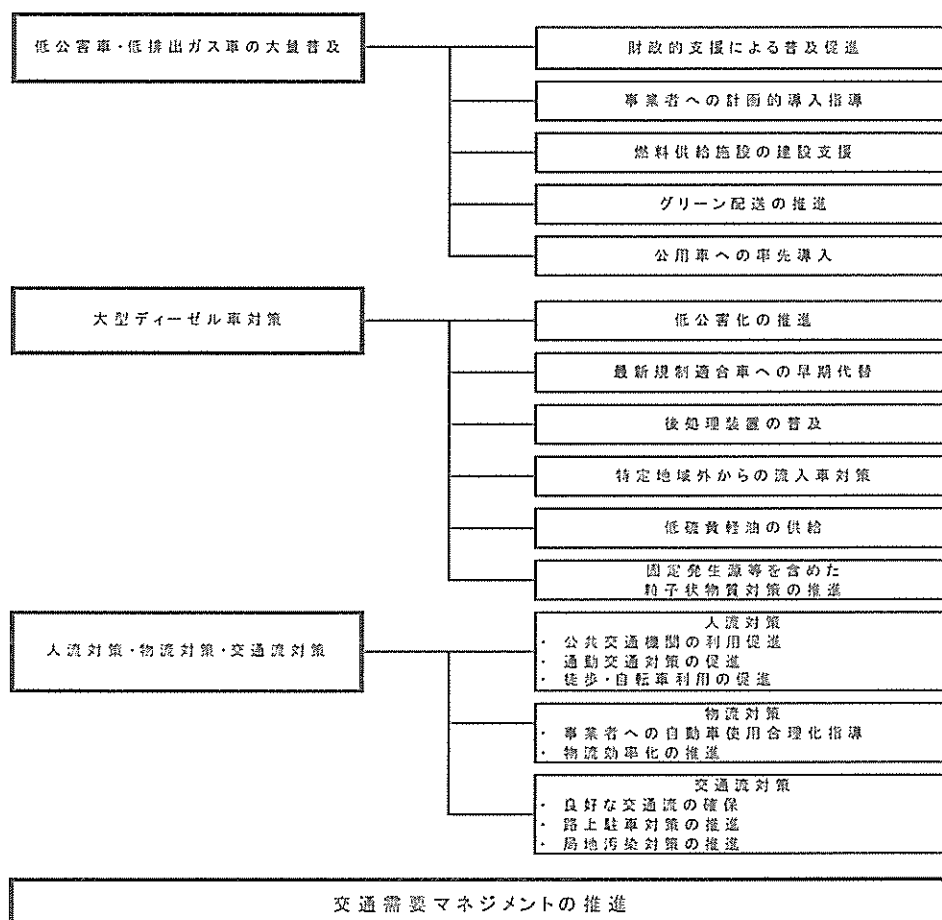 低公害車・低排出ガス車の大量普及
財政的支援による普及促進
事業者への計画的導入指導
燃料供給施設の建設支援
グリーン配送の推進
公用車への率先導入
大型ディーゼル車対策
低公害化の推進
最新規制適合車への早期代替
後処理装置の普及
特定地域外からの流入車対策
低硫黄軽油の供給
固定発生源等を含めた
粒子状物質対策の推進
人流対策・物流対策・交通流対策
人流対策
・ 公共交通機関の利用促進
・ 通勤交通対策の促進
・ 徒歩・自転車利用の促進
物流対策
・ 事業者への自動車使用合理化指導
・ 物流効率化の推進
交通流対策
・ 良好な交通流の確保
・ 路上駐車対策の推進
・ 局地汚染対策の推進
交通需要マネジメントの推進